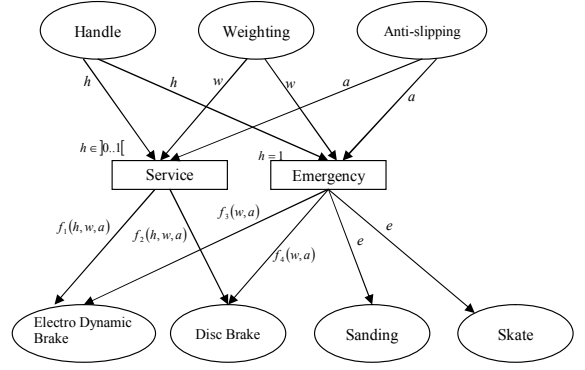 Handle
Weighting
Anti-slipping
h
h
w
w
a
a
h ∈ ]0..1[
h = 1
Service
Emergency
f₁(h, w, a)
f₂(h, w, a)
f₃(w, a)
f₄(w, a)
e
e
Electro Dynamic
Brake
Disc Brake
Sanding
Skate